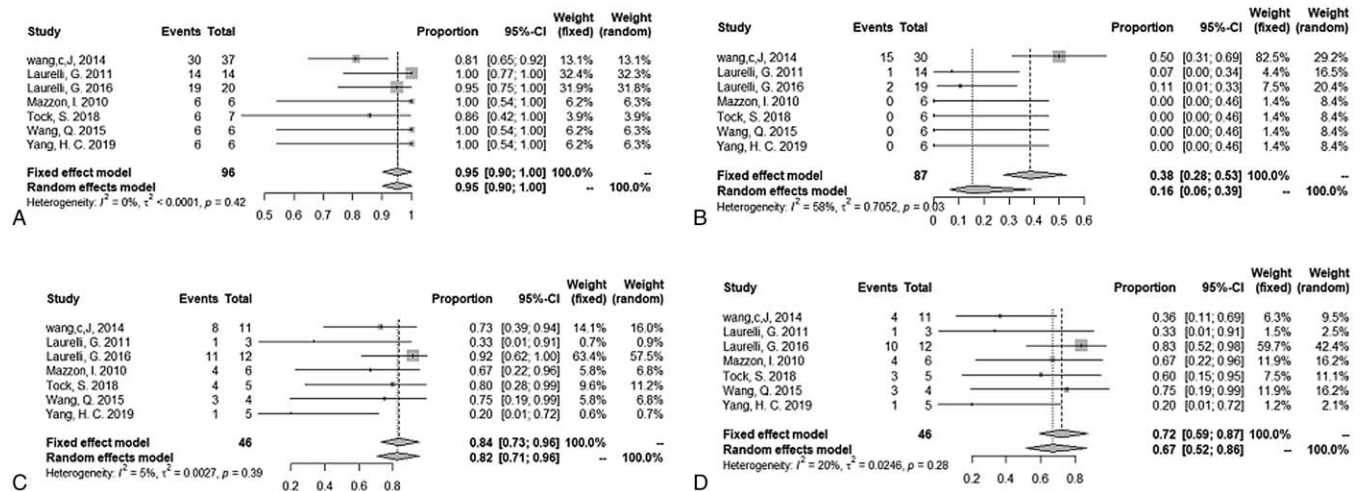 Study Events Total Proportion 95%-CI Weight (fixed) Weight (random)
wang,c,J, 2014 30 37 0.81 [0.65; 0.92] 13.1% 13.1%
Laurelli, G. 2011 14 14 1.00 [0.77; 1.00] 32.4% 32.3%
Laurelli, G. 2016 19 20 0.95 [0.75; 1.00] 31.9% 31.8%
Mazzon, I. 2010 6 6 1.00 [0.54; 1.00] 6.2% 6.3%
Tock, S. 2018 6 7 0.86 [0.42; 1.00] 3.9% 3.9%
Wang, Q. 2015 6 6 1.00 [0.54; 1.00] 6.2% 6.3%
Yang, H. C. 2019 6 6 1.00 [0.54; 1.00] 6.2% 6.3%
Fixed effect model 96 0.95 [0.90; 1.00] 100.0% --
Random effects model 0.95 [0.90; 1.00] -- 100.0%
Heterogeneity: I² = 0%, τ² < 0.0001, p = 0.42
0.5 0.6 0.7 0.8 0.9 1
A
Study Events Total Proportion 95%-CI Weight (fixed) Weight (random)
wang,c,J, 2014 15 30 0.50 [0.31; 0.69] 82.5% 29.2%
Laurelli, G. 2011 1 14 0.07 [0.00; 0.34] 4.4% 16.5%
Laurelli, G. 2016 2 19 0.11 [0.01; 0.33] 7.5% 20.4%
Mazzon, I. 2010 0 6 0.00 [0.00; 0.46] 1.4% 8.4%
Tock, S. 2018 0 6 0.00 [0.00; 0.46] 1.4% 8.4%
Wang, Q. 2015 0 6 0.00 [0.00; 0.46] 1.4% 8.4%
Yang, H. C. 2019 0 6 0.00 [0.00; 0.46] 1.4% 8.4%
Fixed effect model 87 0.38 [0.28; 0.53] 100.0% --
Random effects model 0.16 [0.06; 0.39] -- 100.0%
Heterogeneity: I² = 58%, τ² = 0.7052, p = 0.03
0 0.1 0.2 0.3 0.4 0.5 0.6
B
Study Events Total Proportion 95%-CI Weight (fixed) Weight (random)
wang,c,J, 2014 8 11 0.73 [0.39; 0.94] 14.1% 16.0%
Laurelli, G. 2011 1 3 0.33 [0.01; 0.91] 0.7% 0.9%
Laurelli, G. 2016 11 12 0.92 [0.62; 1.00] 63.4% 57.5%
Mazzon, I. 2010 4 6 0.67 [0.22; 0.96] 5.8% 6.8%
Tock, S. 2018 4 5 0.80 [0.28; 0.99] 9.6% 11.2%
Wang, Q. 2015 3 4 0.75 [0.19; 0.99] 5.8% 6.8%
Yang, H. C. 2019 1 5 0.20 [0.01; 0.72] 0.6% 0.7%
Fixed effect model 46 0.84 [0.73; 0.96] 100.0% --
Random effects model 0.82 [0.71; 0.96] -- 100.0%
Heterogeneity: I² = 5%, τ² = 0.0027, p = 0.39
0.2 0.4 0.6 0.8
C
Study Events Total Proportion 95%-CI Weight (fixed) Weight (random)
wang,c,J, 2014 4 11 0.36 [0.11; 0.69] 6.3% 9.5%
Laurelli, G. 2011 1 3 0.33 [0.01; 0.91] 1.5% 2.5%
Laurelli, G. 2016 10 12 0.83 [0.52; 0.98] 59.7% 42.4%
Mazzon, I. 2010 4 6 0.67 [0.22; 0.96] 11.9% 16.2%
Tock, S. 2018 3 5 0.60 [0.15; 0.95] 7.5% 11.1%
Wang, Q. 2015 3 4 0.75 [0.19; 0.99] 11.9% 16.2%
Yang, H. C. 2019 1 5 0.20 [0.01; 0.72] 1.2% 2.1%
Fixed effect model 46 0.72 [0.59; 0.87] 100.0% --
Random effects model 0.67 [0.52; 0.86] -- 100.0%
Heterogeneity: I² = 20%, τ² = 0.0246, p = 0.28
0.2 0.4 0.6 0.8
D